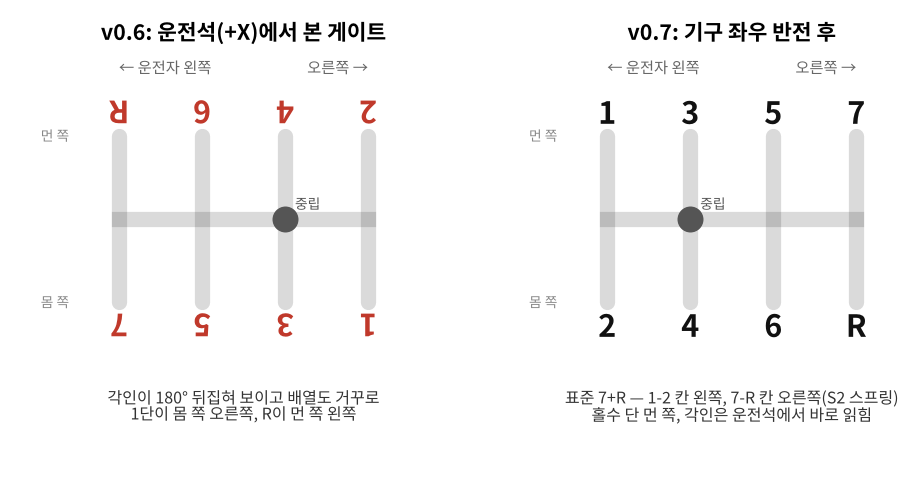 v0.6: 운전석(+X)에서 본 게이트
← 운전자 왼쪽 오른쪽 →
R 6 4 2
먼 쪽
중립
몸 쪽
7 5 3 1
각인이 180° 뒤집혀 보이고 배열도 거꾸로
1단이 몸 쪽 오른쪽, R이 먼 쪽 왼쪽
v0.7: 기구 좌우 반전 후
← 운전자 왼쪽 오른쪽 →
1 3 5 7
먼 쪽
중립
몸 쪽
2 4 6 R
표준 7+R — 1-2 칸 왼쪽, 7-R 칸 오른쪽(S2 스프링)
홀수 단 먼 쪽, 각인은 운전석에서 바로 읽힘